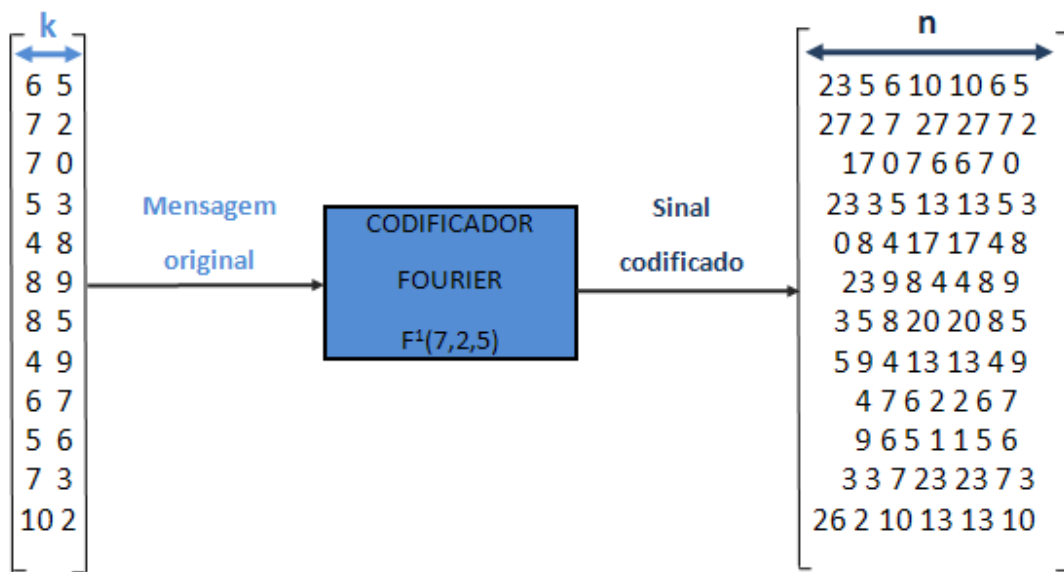 k
6 5
7 2
7 0
5 3
4 8
8 9
8 5
4 9
6 7
5 6
7 3
10 2
Mensagem
original
CODIFICADOR
FOURIER
F¹(7,2,5)
Sinal
codificado
n
23 5 6 10 10 6 5
27 2 7 27 27 7 2
17 0 7 6 6 7 0
23 3 5 13 13 5 3
0 8 4 17 17 4 8
23 9 8 4 4 8 9
3 5 8 20 20 8 5
5 9 4 13 13 4 9
4 7 6 2 2 6 7
9 6 5 1 1 5 6
3 3 7 23 23 7 3
26 2 10 13 13 10